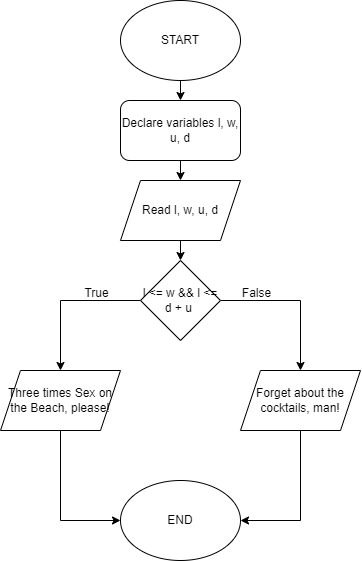 START
Declare variables l, w,
u, d
Read l, w, u, d
l <= w && l <=
d + u
True
False
Three times Sex on
the Beach, please!
Forget about the
cocktails, man!
END